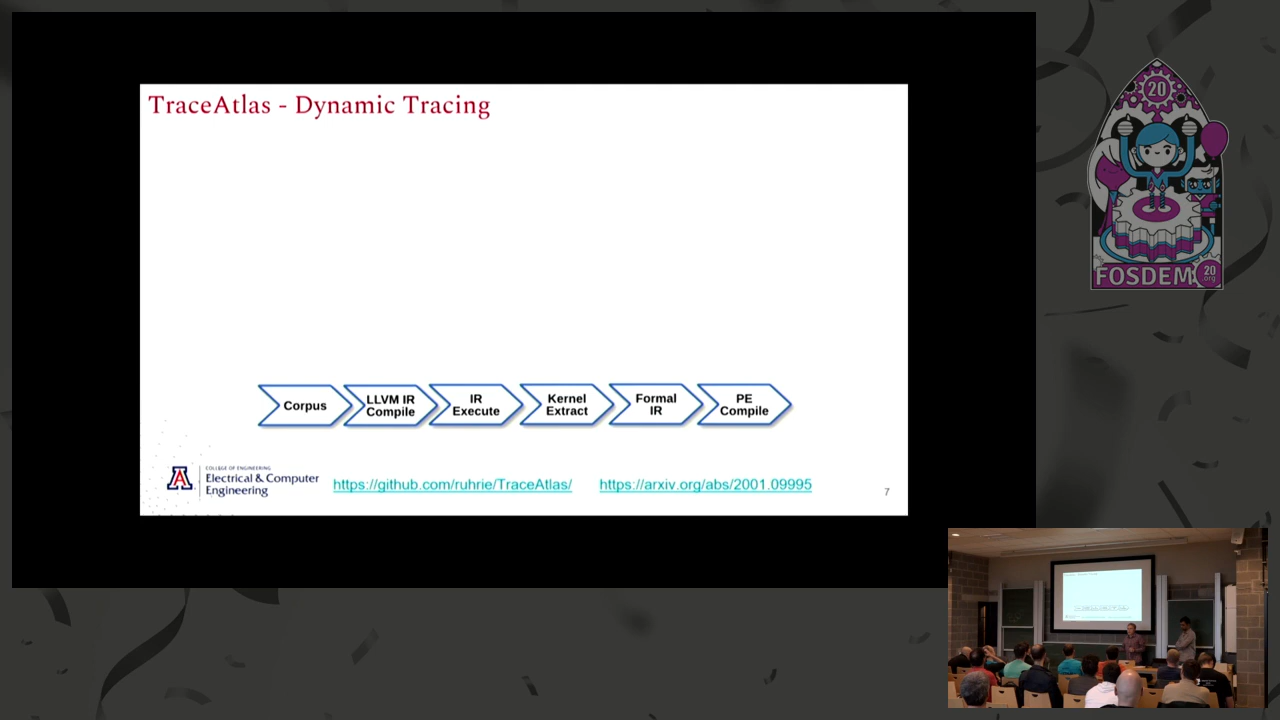 TraceAtlas - Dynamic Tracing
Corpus
LLVM IR
Compile
IR
Execute
Kernel
Extract
Formal
IR
PE
Compile
COLLEGE OF ENGINEERING
Electrical & Computer
Engineering
https://github.com/ruhrie/TraceAtlas/
https://arxiv.org/abs/2001.09995
7
20
FOSDEM
20
.org